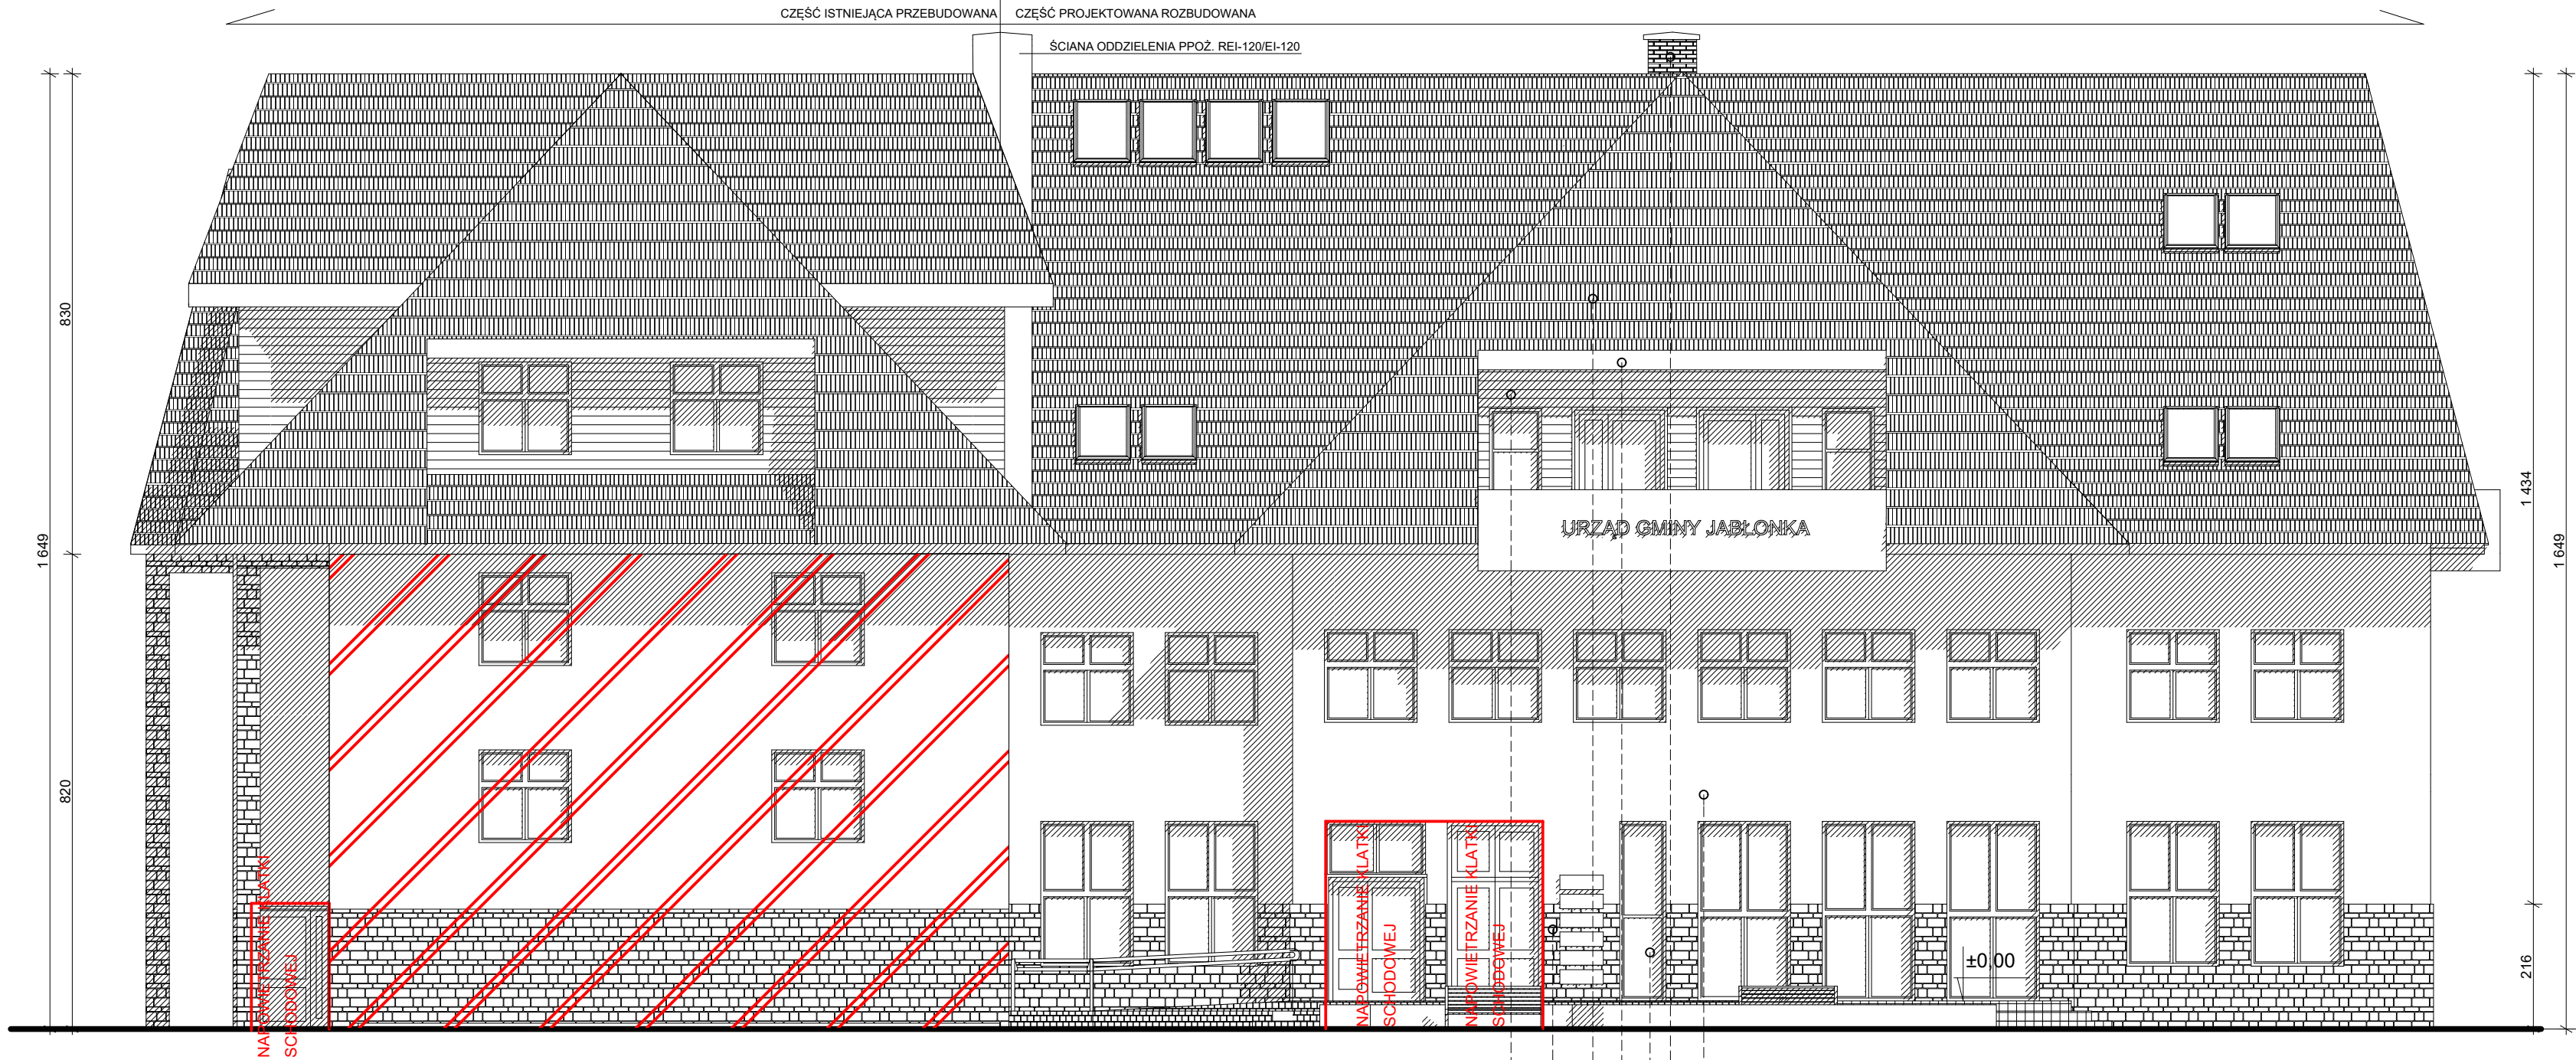 CZĘŚĆ ISTNIEJĄCA PRZEBUDOWANA
CZĘŚĆ PROJEKTOWANA ROZBUDOWANA
ŚCIANA ODDZIELENIA PPOŻ. REI-120/EI-120
830
1 649
820
1 434
1 649
216
URZĄD GMINY JABŁONKA
±0,00
NAPOWIETRZANIE KLATKI
SCHODOWEJ
NAPOWIETRZANIE KLATKI
SCHODOWEJ
NAPOWIETRZANIE KLATKI
SCHODOWEJ